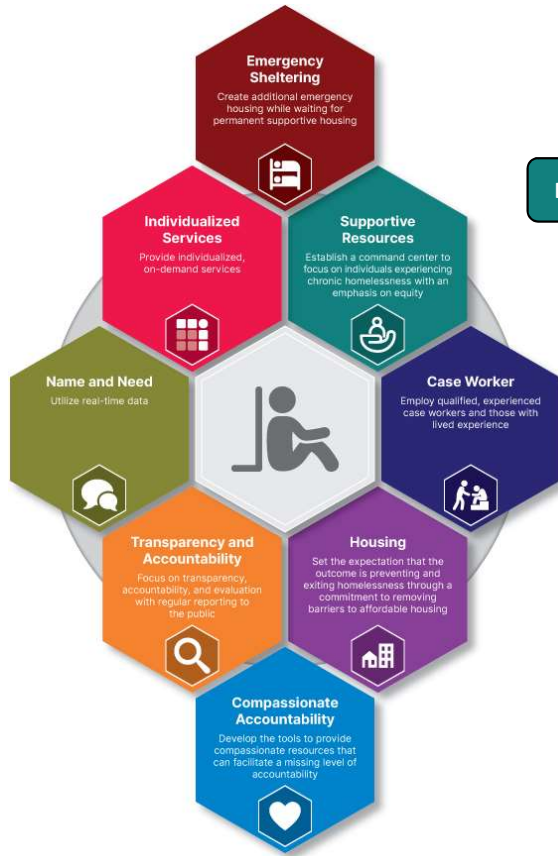 Emergency
Sheltering
Create additional emergency
housing while waiting for
permanent supportive housing
Individualized
Services
Provide individualized,
on-demand services
Supportive
Resources
Establish a command center to
focus on individuals experiencing
chronic homelessness with an
emphasis on equity
Name and Need
Utilize real-time data
Case Worker
Employ qualified, experienced
case workers and those with
lived experience
Transparency and
Accountability
Focus on transparency,
accountability, and evaluation
with regular reporting to
the public
Housing
Set the expectation that the
outcome is preventing and
exiting homelessness through a
commitment to removing
barriers to affordable housing
Compassionate
Accountability
Develop the tools to provide
compassionate resources that
can facilitate a missing level of
accountability